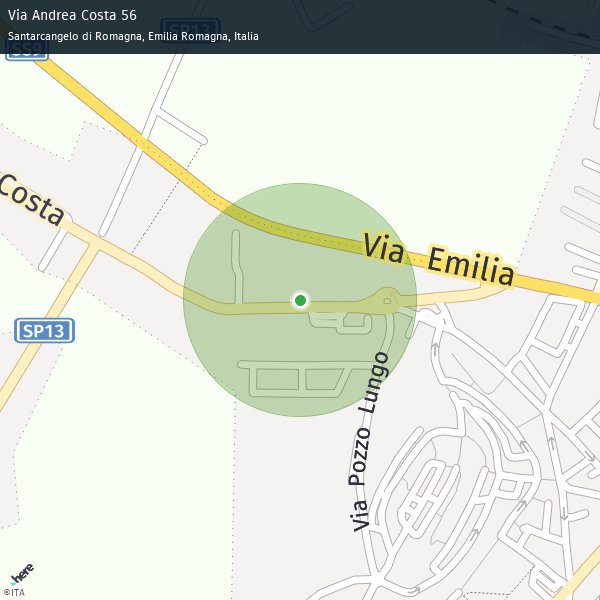 Via Andrea Costa 56
Santarcangelo di Romagna, Emilia Romagna, Italia
SS9
SP13
Costa
Via Emilia
SP13
Via Pozzo Lungo
here
©ITA